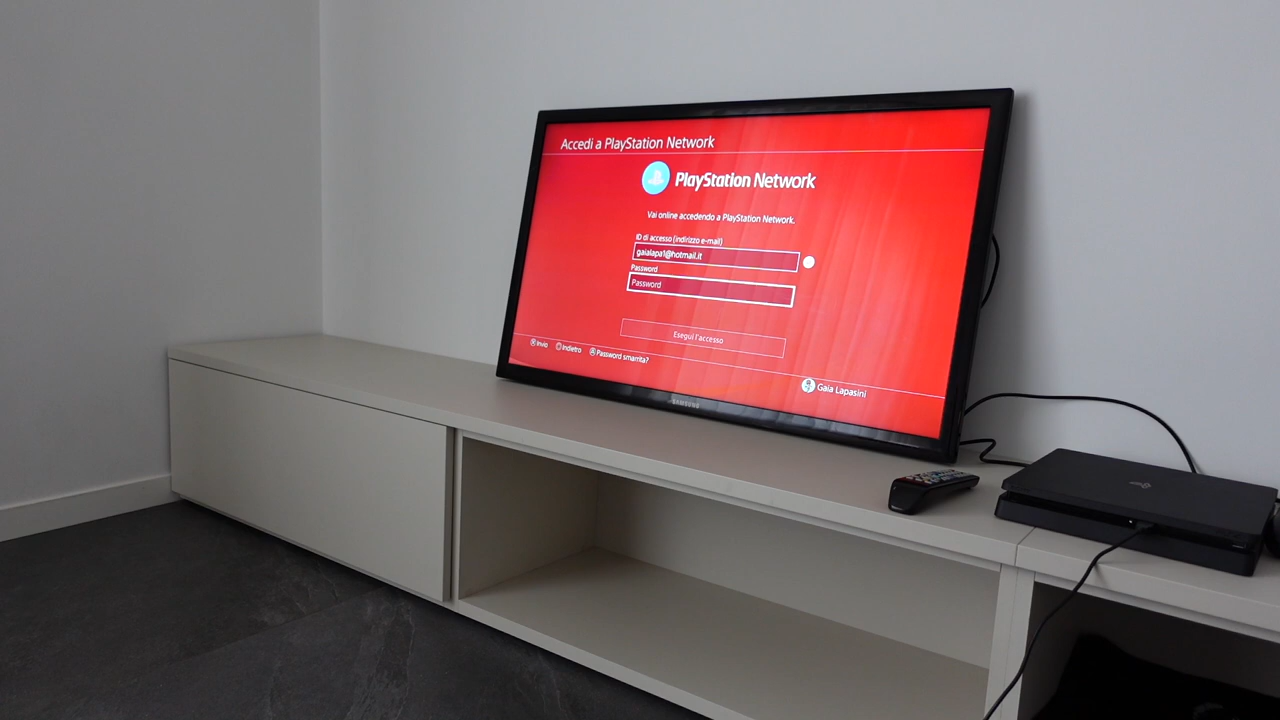 Accedi a PlayStation Network
PlayStation Network
Vai online accedendo a PlayStation Network.
ID di accesso (indirizzo e-mail)
gaialapa1@hotmail.it
Password
Password
Esegui l'accesso
Invio Indietro Password smarrita?
Gaia Lapasini
SAMSUNG